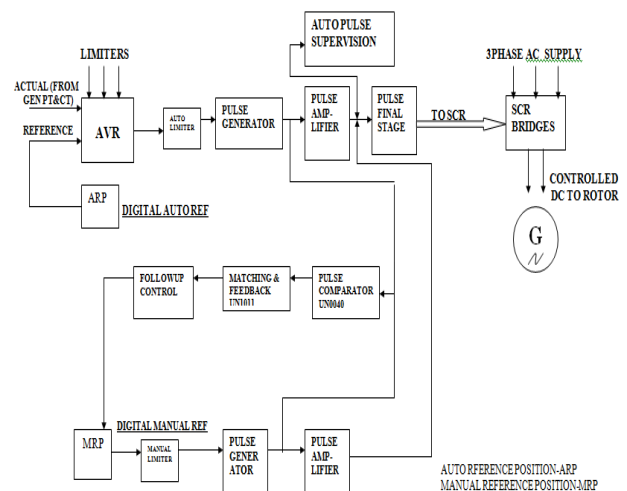 AUTO PULSE
SUPERVISION
LIMITERS
3PHASE AC SUPPLY
ACTUAL (FROM
GEN PT&CT)
REFERENCE
AVR
AUTO
LIMITER
PULSE
GENERATOR
PULSE
AMP-
LIFIER
PULSE
FINAL
STAGE
TO SCR
SCR
BRIDGES
CONTROLLED
DC TO ROTOR
G
ARP
DIGITAL AUTO REF
FOLLOWUP
CONTROL
MATCHING &
FEEDBACK
UN1011
PULSE
COMPARATOR
UN0040
DIGITAL MANUAL REF
MRP
MANUAL
LIMITER
PULSE
GENER
ATOR
PULSE
AMP-
LIFIER
AUTO RFERENCE POSITION-ARP
MANUAL REFERENCE POSITION-MRP